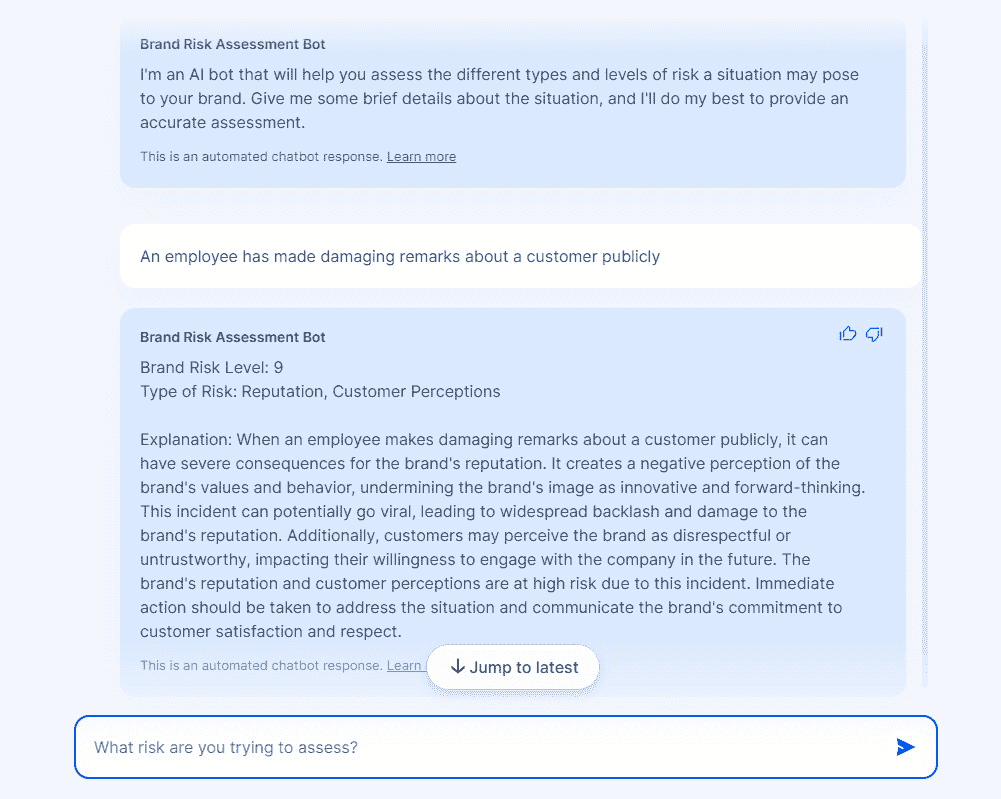 Brand Risk Assessment Bot
I'm an AI bot that will help you assess the different types and levels of risk a situation may pose
to your brand. Give me some brief details about the situation, and I'll do my best to provide an
accurate assessment.
This is an automated chatbot response. Learn more
An employee has made damaging remarks about a customer publicly
Brand Risk Assessment Bot
Brand Risk Level: 9
Type of Risk: Reputation, Customer Perceptions
Explanation: When an employee makes damaging remarks about a customer publicly, it can
have severe consequences for the brand's reputation. It creates a negative perception of the
brand's values and behavior, undermining the brand's image as innovative and forward-thinking.
This incident can potentially go viral, leading to widespread backlash and damage to the
brand's reputation. Additionally, customers may perceive the brand as disrespectful or
untrustworthy, impacting their willingness to engage with the company in the future. The
brand's reputation and customer perceptions are at high risk due to this incident. Immediate
action should be taken to address the situation and communicate the brand's commitment to
customer satisfaction and respect.
This is an automated chatbot response. Learn
Jump to latest
What risk are you trying to assess?